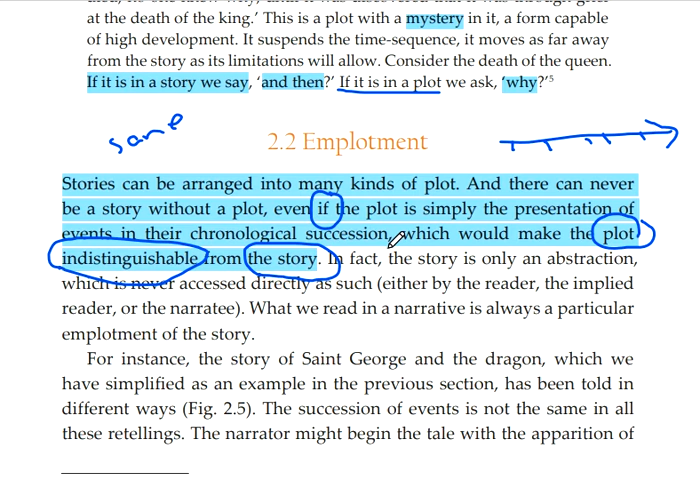 at the death of the king.' This is a plot with a mystery in it, a form capable
of high development. It suspends the time-sequence, it moves as far away
from the story as its limitations will allow. Consider the death of the queen.
If it is in a story we say, 'and then?' If it is in a plot we ask, 'why?'5
same
2.2 Emplotment
Stories can be arranged into many kinds of plot. And there can never
be a story without a plot, even if the plot is simply the presentation of
events in their chronological succession, which would make the plot
indistinguishable from the story. In fact, the story is only an abstraction,
which is never accessed directly as such (either by the reader, the implied
reader, or the narratee). What we read in a narrative is always a particular
emplotment of the story.
For instance, the story of Saint George and the dragon, which we
have simplified as an example in the previous section, has been told in
different ways (Fig. 2.5). The succession of events is not the same in all
these retellings. The narrator might begin the tale with the apparition of